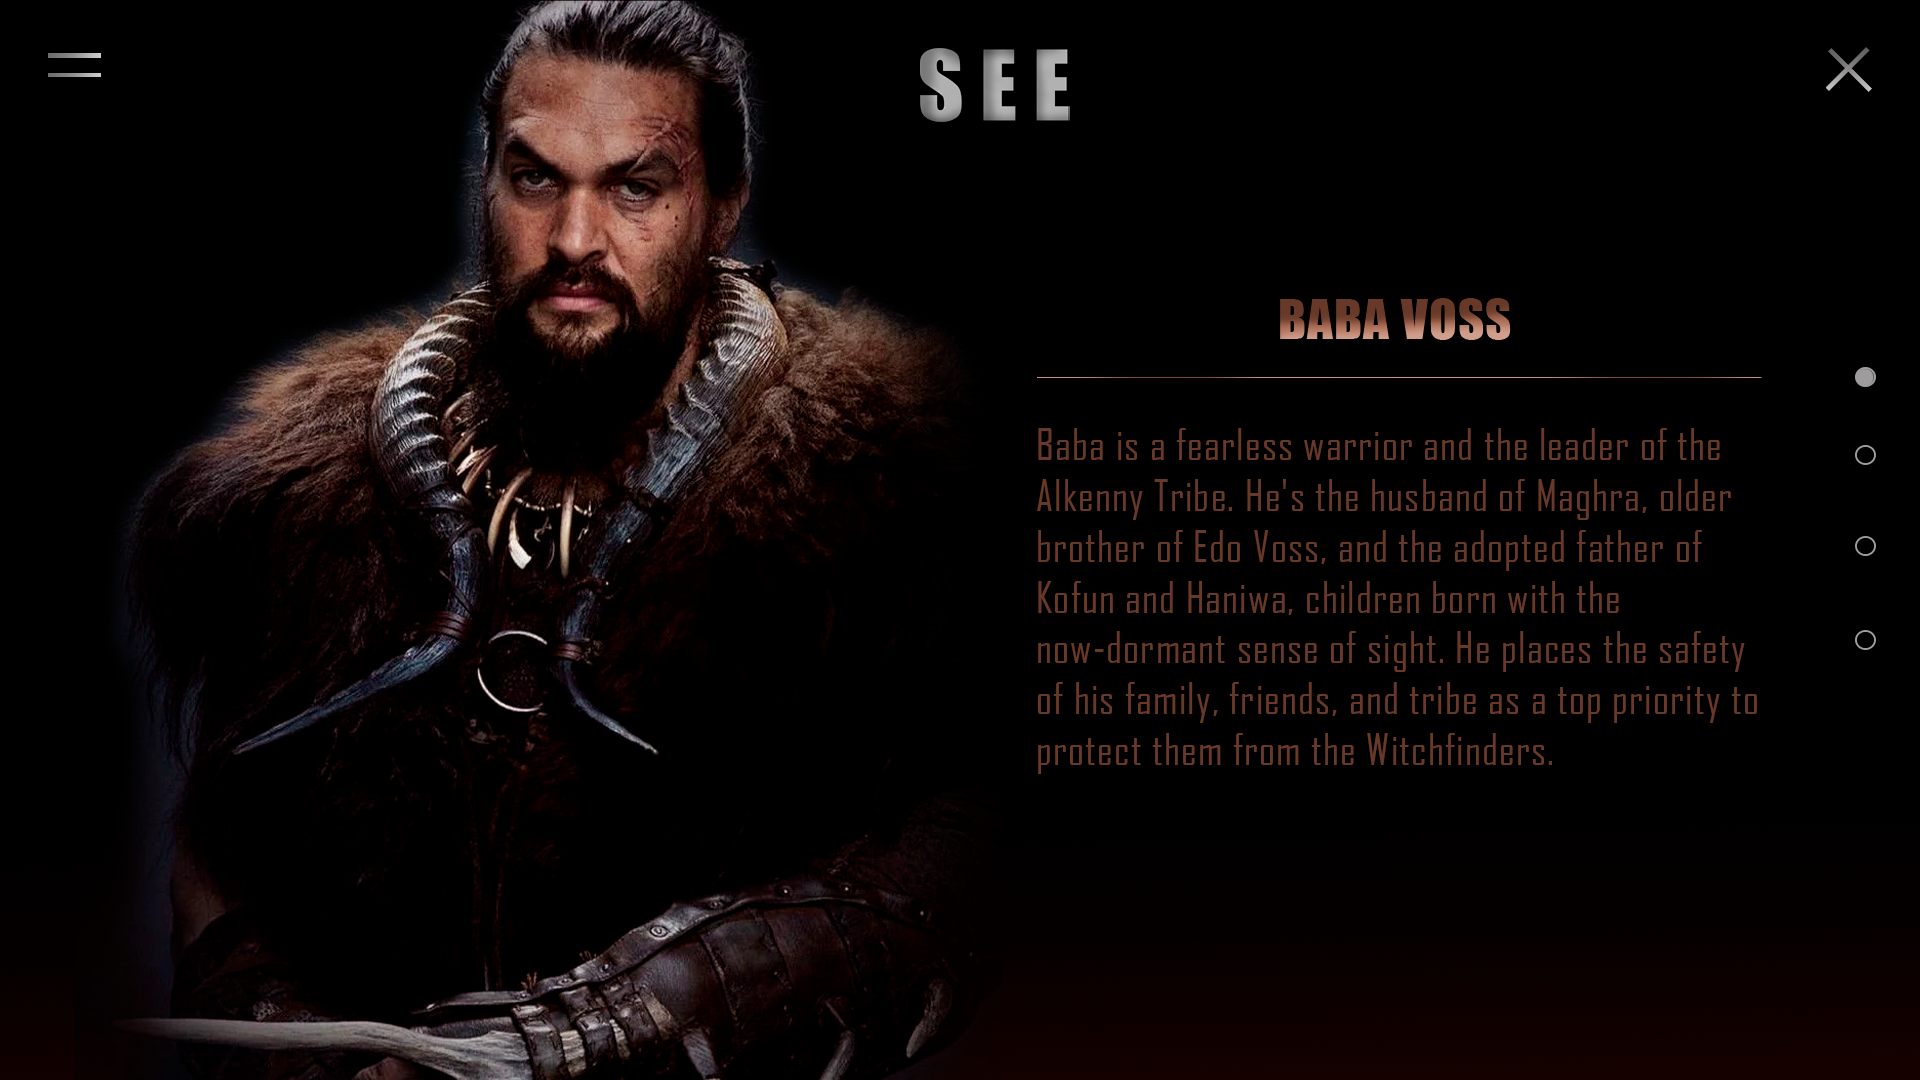 SEE
BABA VOSS
Baba is a fearless warrior and the leader of the
Alkenny Tribe. He's the husband of Maghra, older
brother of Edo Voss, and the adopted father of
Kofun and Haniwa, children born with the
now-dormant sense of sight. He places the safety
of his family, friends, and tribe as a top priority to
protect them from the Witchfinders.